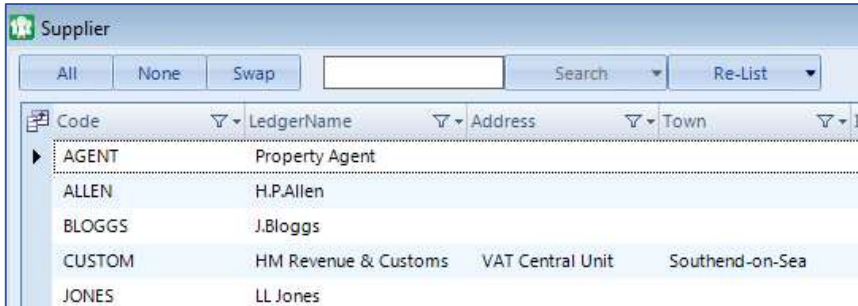 Supplier
All None Swap Search Re-List
Code LedgerName Address Town
AGENT Property Agent
ALLEN H.P.Allen
BLOGGS J.Bloggs
CUSTOM HM Revenue & Customs VAT Central Unit Southend-on-Sea
JONES LL Jones